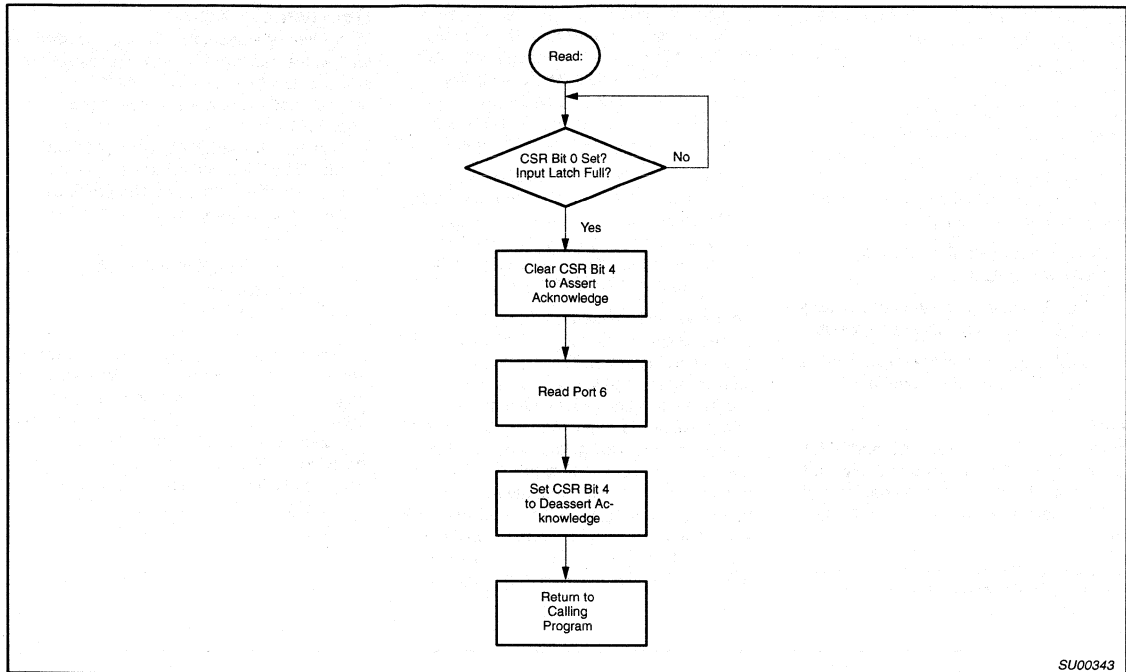 Read:
CSR Bit 0 Set?
Input Latch Full?
No
Yes
Clear CSR Bit 4
to Assert
Acknowledge
Read Port 6
Set CSR Bit 4
to Deassert Ac-
knowledge
Return to
Calling
Program
SU00343